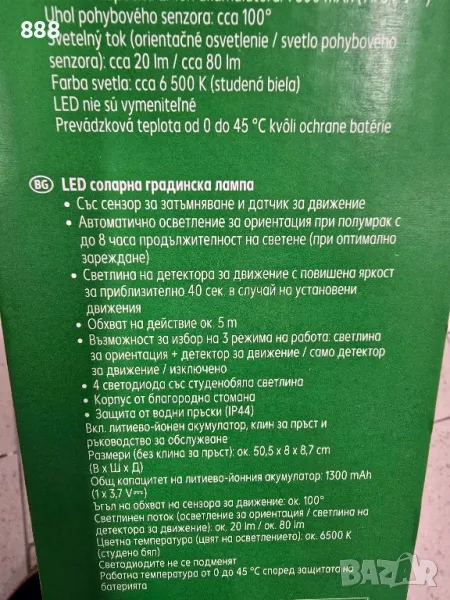 888
Uhol pohybového senzora: cca 100°
Svetelný tok (orientačné osvetlenie / svetlo pohybového
senzora): cca 20 lm / cca 80 lm
Farba svetla: cca 6 500 K (studená biela)
LED nie sú vymeniteľné
Prevádzková teplota od 0 do 45 °C kvôli ochrane batérie
BG LED соларна градинска лампа
• Със сензор за затъмняване и датчик за движение
• Автоматично осветление за ориентация при полумрак с
до 8 часа продължителност на светене (при оптимално
зареждане)
• Светлина на детектора за движение с повишена яркост
за приблизително 40 сек. в случай на установени
движения
• Обхват на действие ок. 5 m
• Възможност за избор на 3 режима на работа: светлина
за ориентация + детектор за движение / само детектор
за движение / изключено
• 4 светодиода със студенобяла светлина
• Корпус от благородна стомана
• Защита от водни пръски (IP44)
Вкл. литиево-йонен акумулатор, клин за пръст и
ръководство за обслужване
Размери (без клина за пръст): ок. 50,5 x 8 x 8,7 cm
(В x Ш x Д)
Общ капацитет на литиево-йонния акумулатор: 1300 mAh
(1 x 3,7 V⎓)
Ъгъл на обхват на сензора за движение: ок. 100°
Светлинен поток (осветление за ориентация / светлина на
детектора за движение): ок. 20 lm / ок. 80 lm
Цветна температура (цвят на осветлението): ок. 6500 K
(студено бял)
Светодиодите не се подменят
Работна температура от 0 до 45 °C според защитата на
батерията
BAZAR